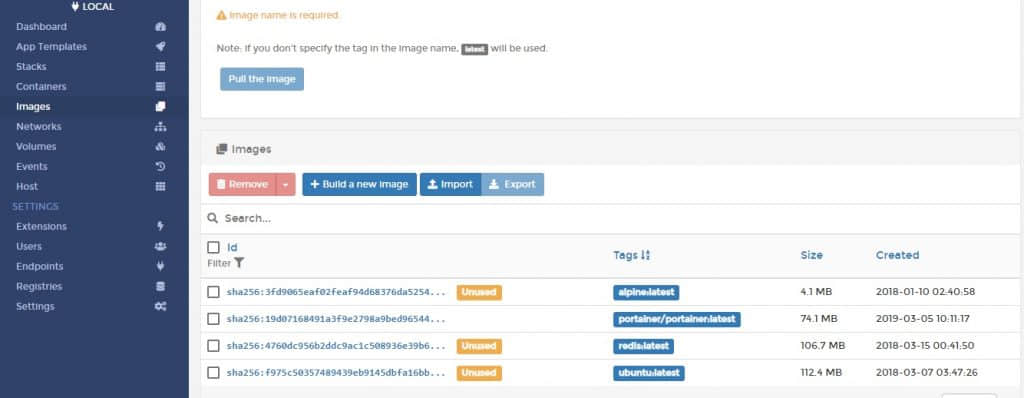 LOCAL
Dashboard
App Templates
Stacks
Containers
Images
Networks
Volumes
Events
Host
SETTINGS
Extensions
Users
Endpoints
Registries
Settings
Image name is required.
Note: if you don't specify the tag in the image name, latest will be used.
Pull the image
Images
Remove Build a new image Import Export
Search...
Id Tags Size Created
Filter
sha256:3fd9065eaf02feaf94d68376da5254... Unused alpine:latest 4.1 MB 2018-01-10 02:40:58
sha256:19d07168491a3f9e2798a9bed96544... portainer/portainer:latest 74.1 MB 2019-03-05 10:11:17
sha256:4760dc956b2ddc9ac1c508936e39b6... Unused redis:latest 106.7 MB 2018-03-15 00:41:50
sha256:f975c50357489439eb9145dbfa16bb... Unused ubuntu:latest 112.4 MB 2018-03-07 03:47:26